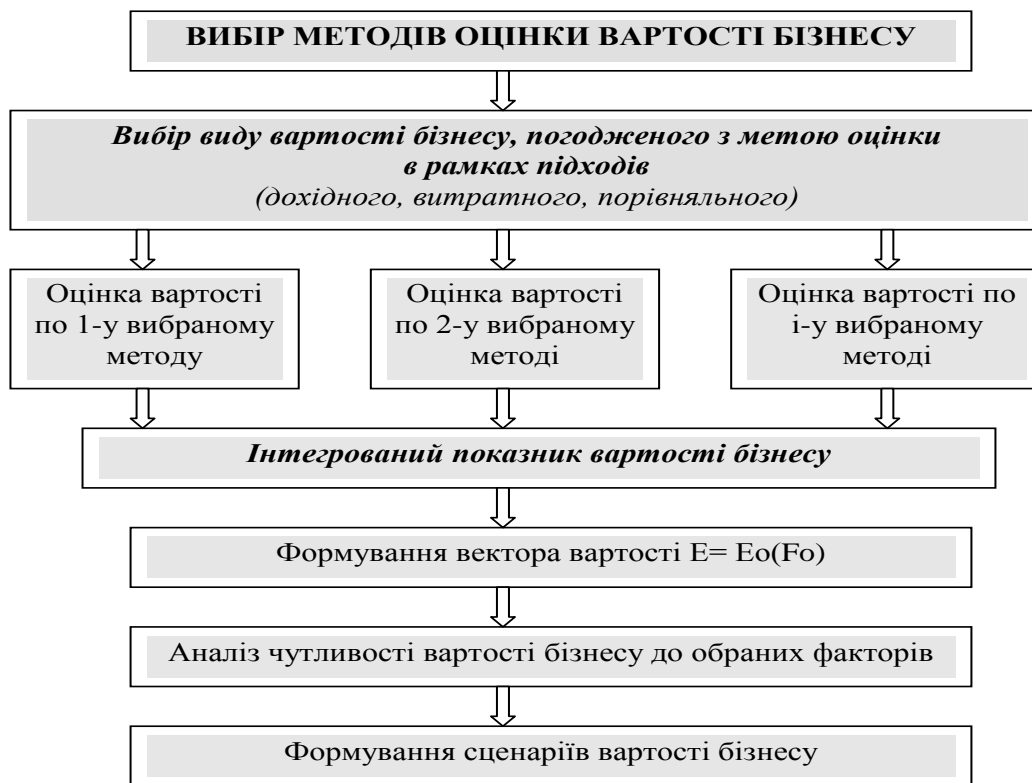 ВИБІР МЕТОДІВ ОЦІНКИ ВАРТОСТІ БІЗНЕСУ
Вибір виду вартості бізнесу, погодженого з метою оцінки
в рамках підходів
(дохідного, витратного, порівняльного)
Оцінка вартості
по 1-у вибраному
методу
Оцінка вартості
по 2-у вибраному
методі
Оцінка вартості по
і-у вибраному
методі
Інтегрований показник вартості бізнесу
Формування вектора вартості E= Eo(Fo)
Аналіз чутливості вартості бізнесу до обраних факторів
Формування сценаріїв вартості бізнесу